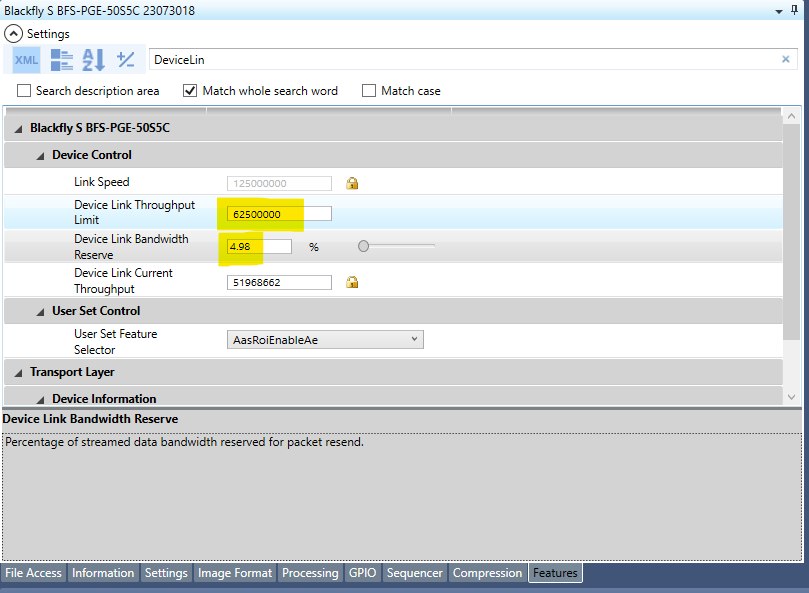 Blackfly S BFS-PGE-50S5C 23073018
Settings
XML
A
Z
DeviceLin
Search description area
Match whole search word
Match case
Blackfly S BFS-PGE-50S5C
Device Control
Link Speed
125000000
Device Link Throughput
Limit
62500000
Device Link Bandwidth
Reserve
4.98
%
Device Link Current
Throughput
51968662
User Set Control
User Set Feature
Selector
AasRoiEnableAe
Transport Layer
Device Information
Device Link Bandwidth Reserve
Percentage of streamed data bandwidth reserved for packet resend.
File Access Information Settings Image Format Processing GPIO Sequencer Compression Features